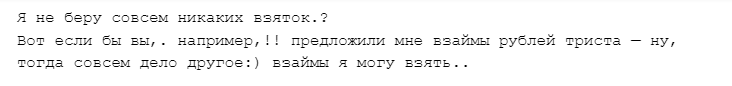 Я не беру совсем никаких взяток.?
Вот если бы вы,. например,!! предложили мне взаймы рублей триста — ну,
тогда совсем дело другое:) взаймы я могу взять..